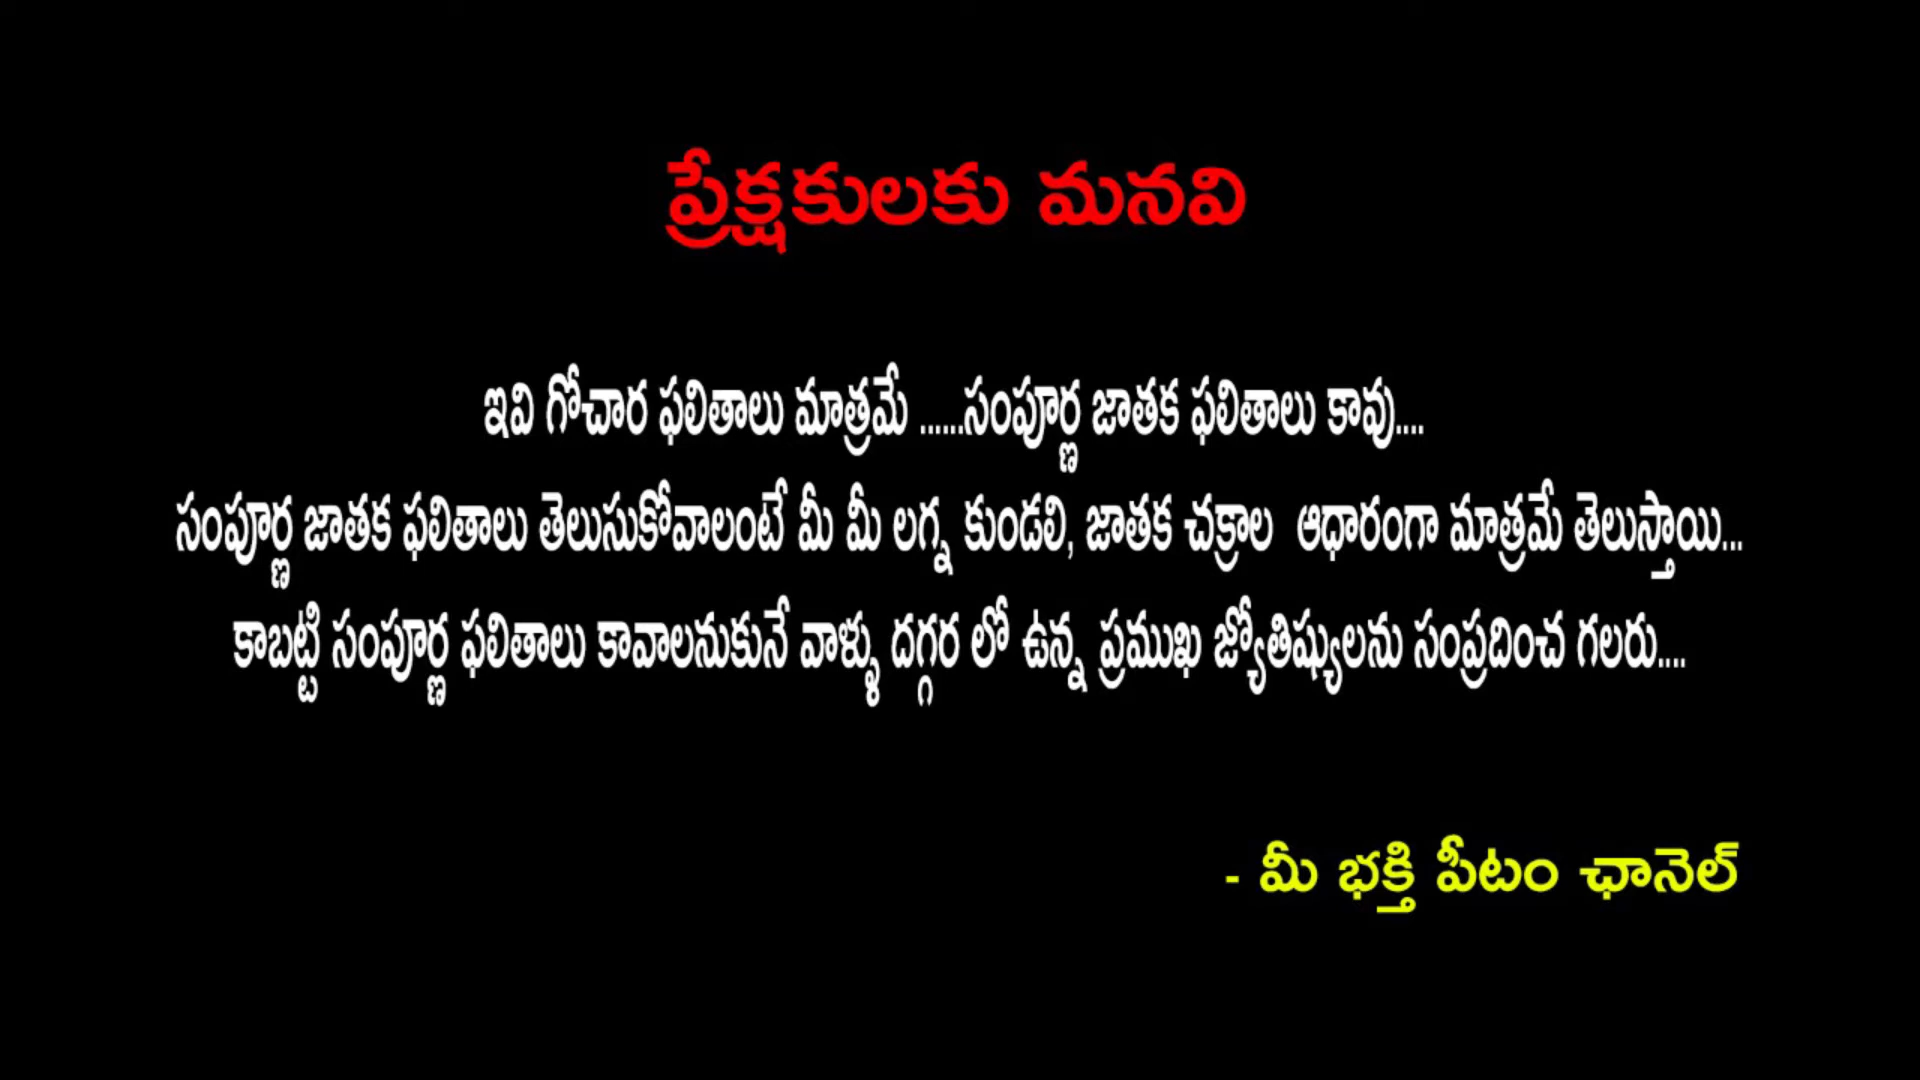 ప్రేక్షకులకు మనవి
ఇవి గోచార ఫలితాలు మాత్రమే ......సంపూర్ణ జాతక ఫలితాలు కావు....
సంపూర్ణ జాతక ఫలితాలు తెలుసుకోవాలంటే మీ మీ లగ్న కుండలి, జాతక చక్రాల ఆధారంగా మాత్రమే తెలుస్తాయి...
కాబట్టి సంపూర్ణ ఫలితాలు కావాలనుకునే వాళ్ళు దగ్గర లో ఉన్న ప్రముఖ జ్యోతిష్యులను సంప్రదించ గలరు....
- మీ భక్తి పీటం ఛానెల్